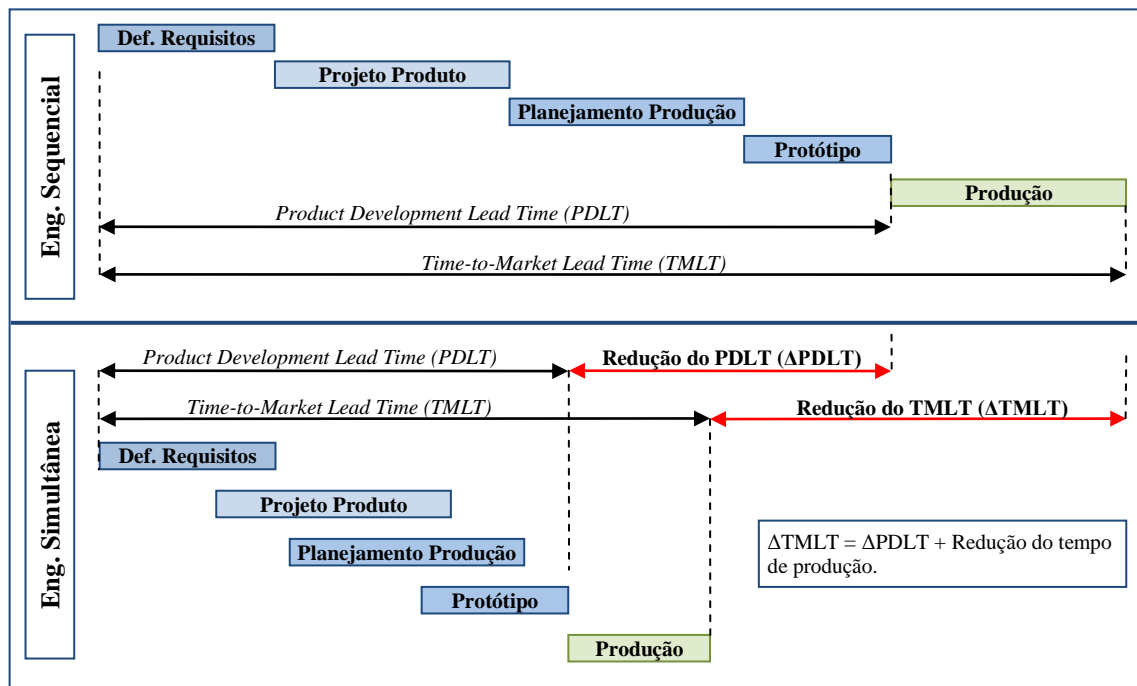 Eng. Sequencial
Def. Requisitos
Projeto Produto
Planejamento Produção
Protótipo
Produção
Product Development Lead Time (PDLT)
Time-to-Market Lead Time (TMLT)
Eng. Simultânea
Product Development Lead Time (PDLT)
Redução do PDLT (ΔPDLT)
Time-to-Market Lead Time (TMLT)
Redução do TMLT (ΔTMLT)
Def. Requisitos
Projeto Produto
Planejamento Produção
Protótipo
Produção
ΔTMLT = ΔPDLT + Redução do tempo
de produção.